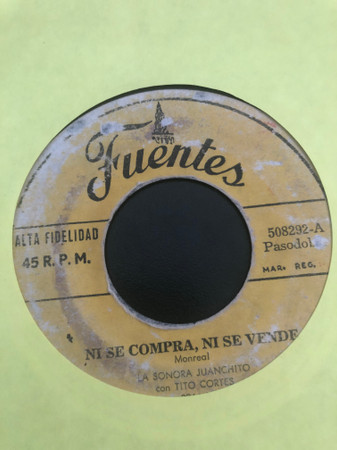 Fuentes
ALTA FIDELIDAD
45 R. P. M.
508292-A
Pasodol
MAR. REG.
NI SE COMPRA, NI SE VENDE
Monreal
LA SONORA JUANCHITO
con TITO CORTES